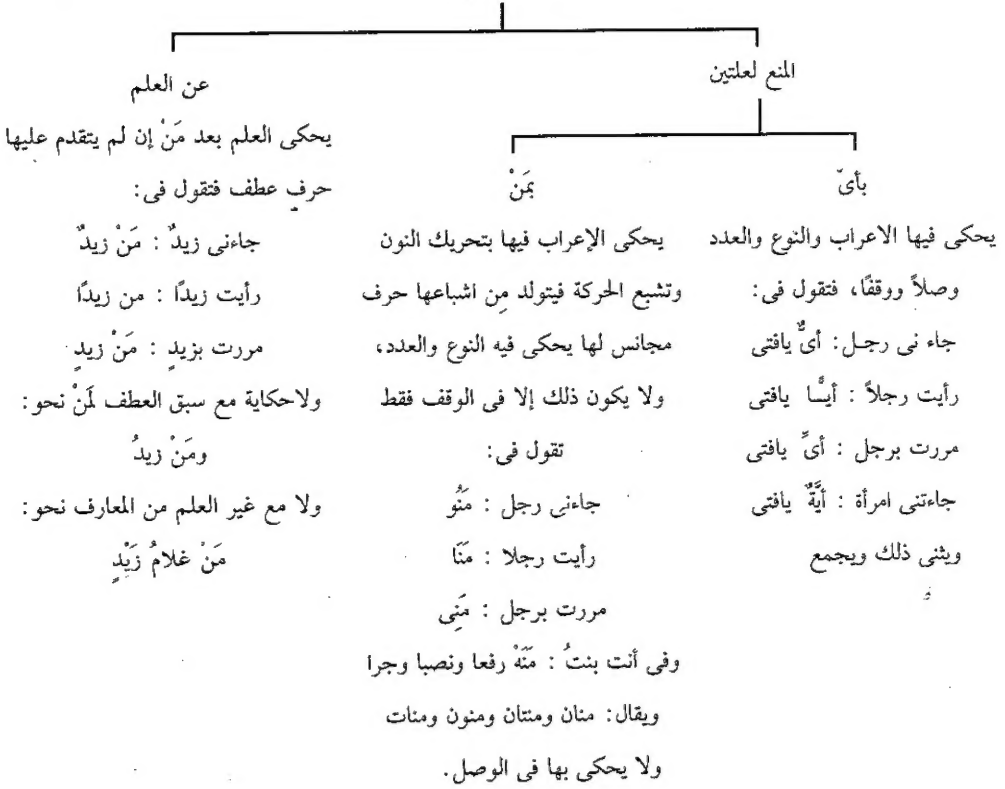 المنع لعلتين
بأىّ
يحكى فيها الاعراب والنوع والعدد
وصلاً ووقفًا، فتقول فى:
جاء نى رجل: أىٌّ يافتى
رأيت رجلاً : أيًّا يافتى
مررت برجل : أىٍّ يافتى
جاءتنى امرأة : أيَّةٌ يافتى
ويثنى ذلك ويجمع
بمَنْ
يحكى الإعراب فيها بتحريك النون
وتشبع الحركة فيتولد مِن اشباعها حرف
مجانس لها يحكى فيه النوع والعدد،
ولا يكون ذلك إلا فى الوقف فقط
تقول فى:
جاءنى رجل : مَنُو
رأيت رجلا : مَنَا
مررت برجل : مَنِى
وفى أنت بنتُ : مَنَهْ رفعا ونصبا وجرا
ويقال: منان ومنتان ومنون ومنات
ولا يحكى بها فى الوصل.
عن العلم
يحكى العلم بعد مَنْ إن لم يتقدم عليها
حرف عطف فتقول فى:
جاءنى زيدٌ : مَنْ زيدٌ
رأيت زيدًا : من زيدًا
مررت بزيدٍ : مَنْ زيدٍ
ولاحكاية مع سبق العطف لَمنْ نحو:
ومَنْ زيدُ
ولا مع غير العلم من المعارف نحو:
مَنْ غلامُ زَيْدٍ